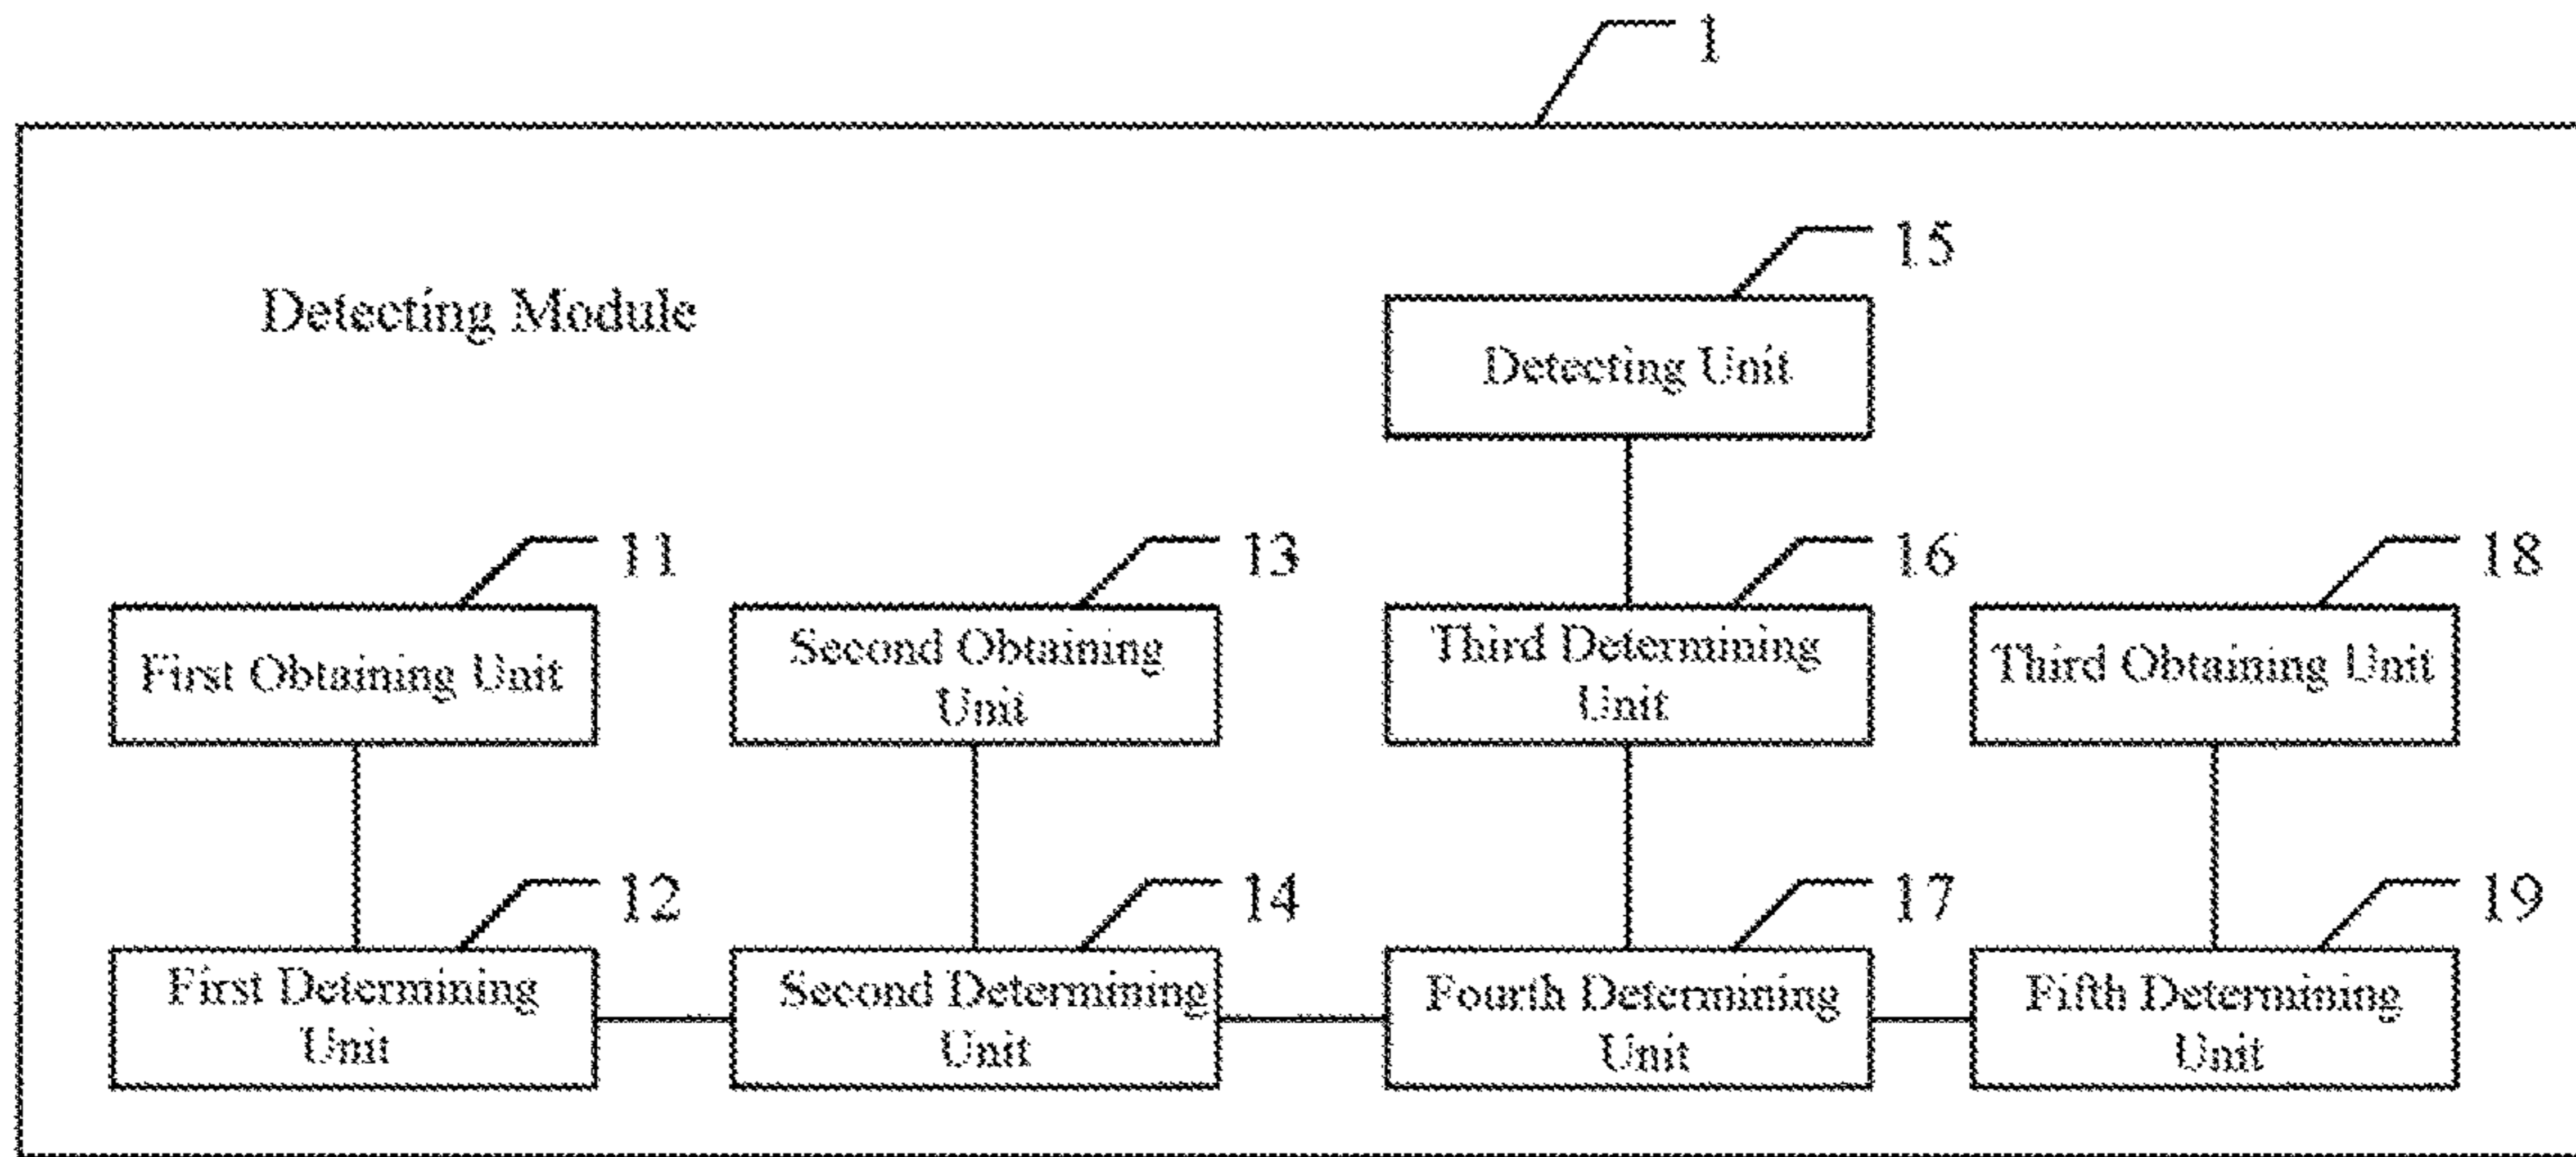 1
15
Detecting Module
Detecting Unit
11
13
16
18
First Obtaining Unit
Second Obtaining
Unit
Third Determining
Unit
Third Obtaining Unit
12
14
17
19
First Determining
Unit
Second Determining
Unit
Fourth Determining
Unit
Fifth Determining
Unit